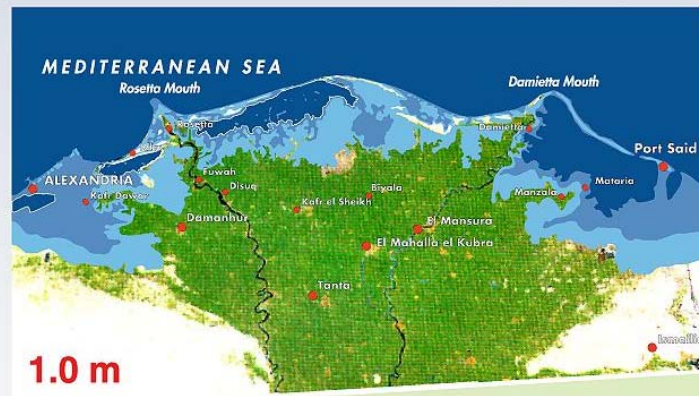 MEDITERRANEAN SEA
Rosetta Mouth
Damietta Mouth
Rosetta
Damietta
Port Said
ALEXANDRIA
Kafr Dawar
Fuwah
Disuq
Biyala
Manzala
Mataria
Kafr el Sheikh
Damanhur
El Mansura
El Mahalla el Kubra
Tanta
1.0 m